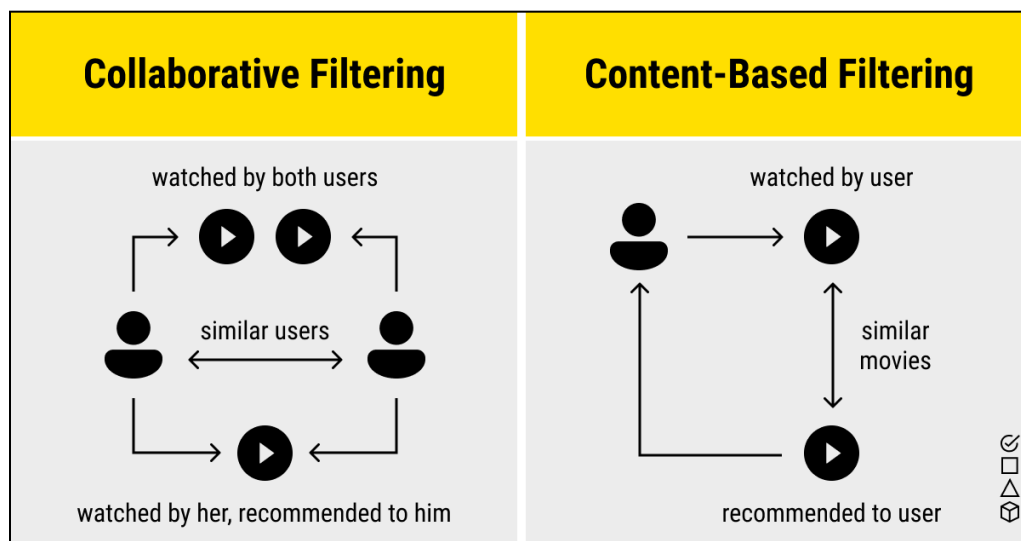 Collaborative Filtering
watched by both users
similar users
watched by her, recommended to him
Content-Based Filtering
watched by user
similar
movies
recommended to user